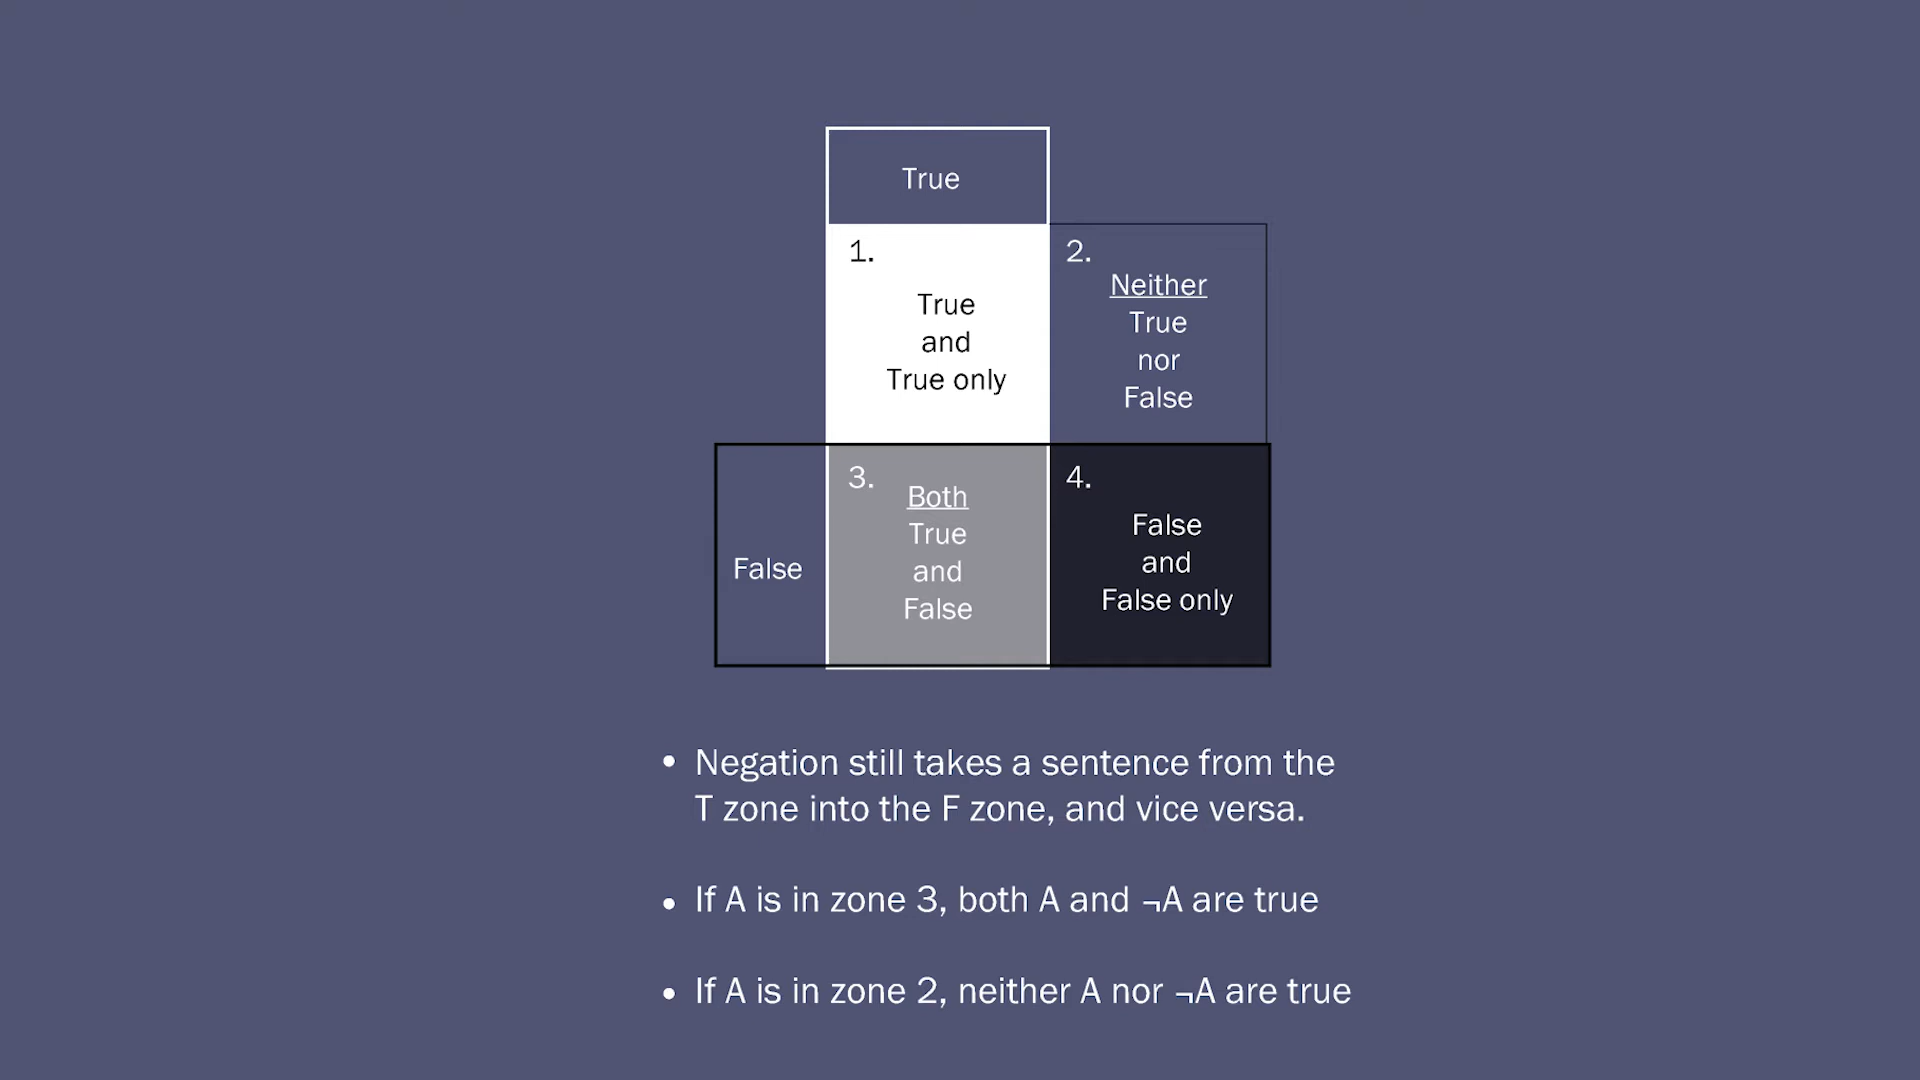 True
1.
True
and
True only
2.
Neither
True
nor
False
False
3.
Both
True
and
False
4.
False
and
False only
• Negation still takes a sentence from the
T zone into the F zone, and vice versa.
• If A is in zone 3, both A and ¬A are true
• If A is in zone 2, neither A nor ¬A are true